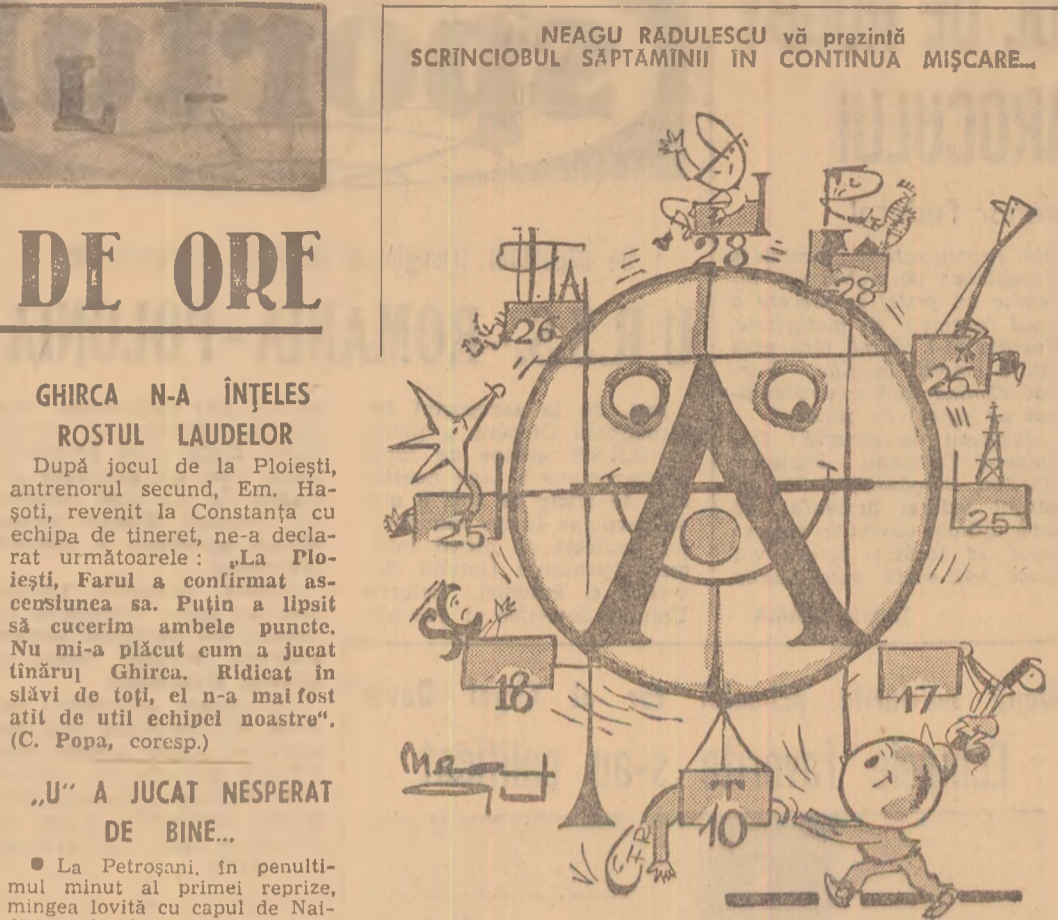 AL-
DE ORE
GHIRCA N-A ÎNŢELES
ROSTUL LAUDELOR
După jocul de la Ploieşti,
antrenorul secund, Em. Ha-
şoti, revenit la Constanţa cu
echipa de tineret, ne-a decla-
rat următoarele : „La Plo-
ieşti, Farul a confirmat as-
censiunea sa. Puţin a lipsit
să cucerim ambele puncte.
Nu mi-a plăcut cum a jucat
tînăruļ Ghirca. Ridicat în
slăvi de toţi, el n-a mai fost
atît de util echipei noastre“.
(C. Popa, coresp.)
„U“ A JUCAT NESPERAT
DE BINE...
● La Petroşani, în penulti-
mul minut al primei reprize,
mingea lovită cu capul de Nai-
NEAGU RADULESCU vă prezintă
SCRÎNCIOBUL SĂPTĂMÎNII ÎN CONTINUA MIŞCARE...
28
28
26
26
25
25
18
17
10
A